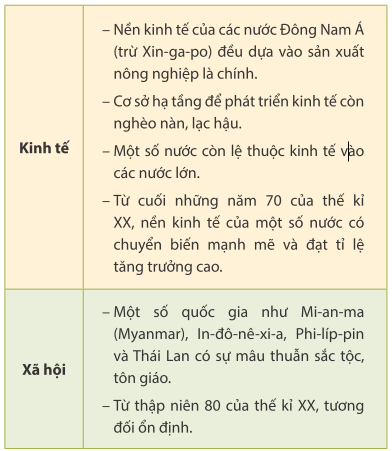 – Nền kinh tế của các nước Đông Nam Á
(trừ Xin-ga-po) đều dựa vào sản xuất
nông nghiệp là chính.
– Cơ sở hạ tầng để phát triển kinh tế còn
nghèo nàn, lạc hậu.
Kinh tế
– Một số nước còn lệ thuộc kinh tế vào
các nước lớn.
– Từ cuối những năm 70 của thế kỉ
XX, nền kinh tế của một số nước có
chuyển biến mạnh mẽ và đạt tỉ lệ
tăng trưởng cao.
– Một số quốc gia như Mi-an-ma
(Myanmar), In-đô-nê-xi-a, Phi-líp-pin
và Thái Lan có sự mâu thuẫn sắc tộc,
Xã hội
tôn giáo.
– Từ thập niên 80 của thế kỉ XX, tương
đối ổn định.